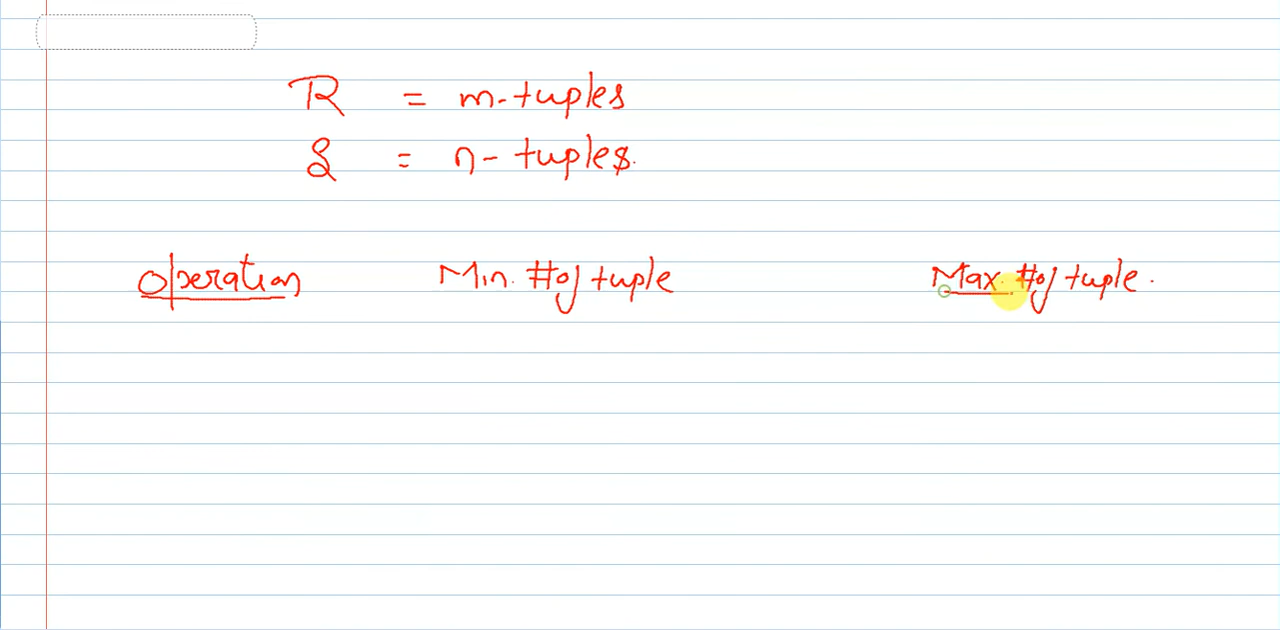 R = m-tuples
S = n-tuples.
Operation Min. #of tuple Max. #of tuple.